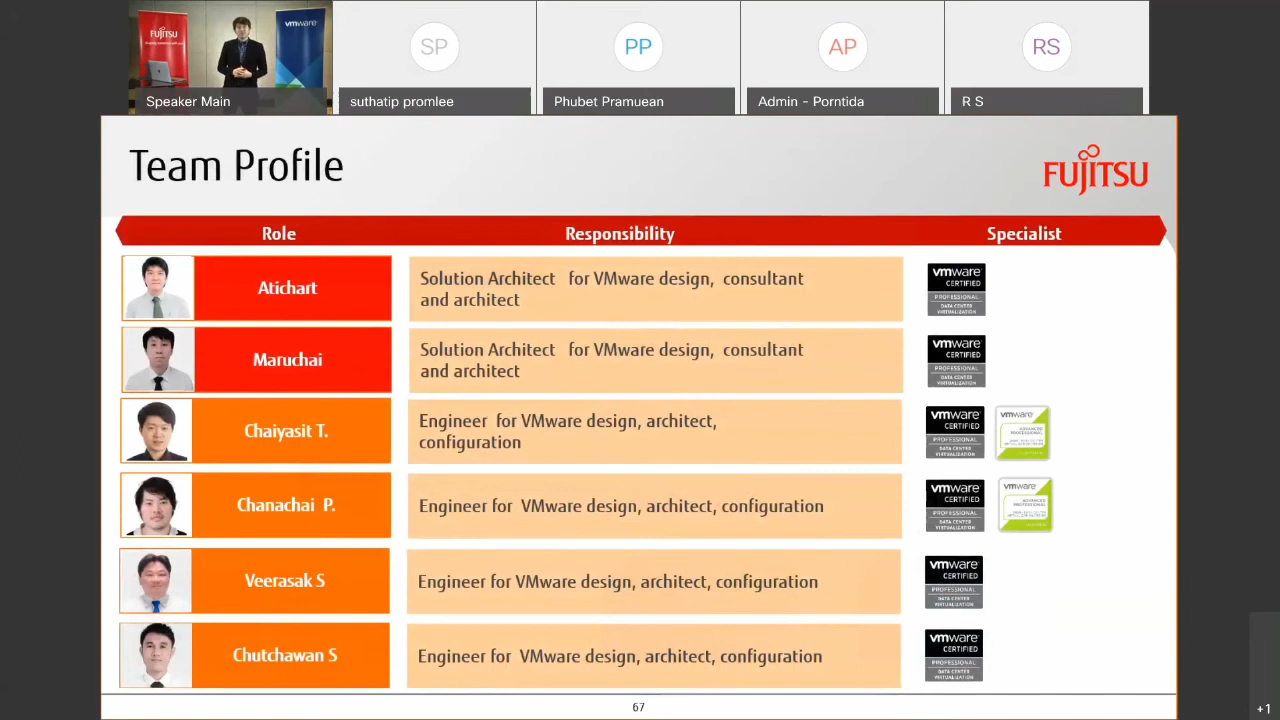 FUJITSU
vmware
SP
PP
AP
RS
Speaker Main
suthatip promlee
Phubet Pramuean
Admin - Porntida
R S
Team Profile
FUJITSU
Role
Responsibility
Specialist
Atichart
Solution Architect for VMware design, consultant
and architect
vmware
CERTIFIED
PROFESSIONAL
DATA CENTER
VIRTUALIZATION
Maruchai
Solution Architect for VMware design, consultant
and architect
vmware
CERTIFIED
PROFESSIONAL
DATA CENTER
VIRTUALIZATION
Chaiyasit T.
Engineer for VMware design, architect,
configuration
vmware
CERTIFIED
PROFESSIONAL
DATA CENTER
VIRTUALIZATION
vmware
ADVANCED
PROFESSIONAL
Chanachai P.
Engineer for VMware design, architect, configuration
vmware
CERTIFIED
PROFESSIONAL
DATA CENTER
VIRTUALIZATION
vmware
ADVANCED
PROFESSIONAL
Veerasak S
Engineer for VMware design, architect, configuration
vmware
CERTIFIED
PROFESSIONAL
DATA CENTER
VIRTUALIZATION
Chutchawan S
Engineer for VMware design, architect, configuration
vmware
CERTIFIED
PROFESSIONAL
DATA CENTER
VIRTUALIZATION
67
+1